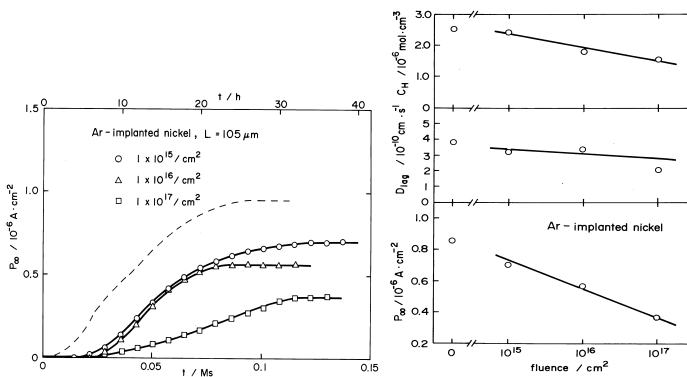 t / h
0 10 20 30 40
1.5
1.0
0.5
0
P∞ / 10⁻⁶ A·cm⁻²
Ar-implanted nickel, L = 105 μm
○ 1 x 10¹⁵/cm²
△ 1 x 10¹⁶/cm²
□ 1 x 10¹⁷/cm²
0 0.05 0.1 0.15
t / Ms
3.0
2.0
1.0
0
C_H / 10⁻⁶ mol·cm⁻³
5
4
3
2
1
0
D_lag / 10⁻¹⁰ cm·s⁻¹
1.0
0.8
0.6
0.4
0.2
P∞ / 10⁻⁶ A·cm⁻²
Ar-implanted nickel
0 10¹⁵ 10¹⁶ 10¹⁷
fluence / cm²